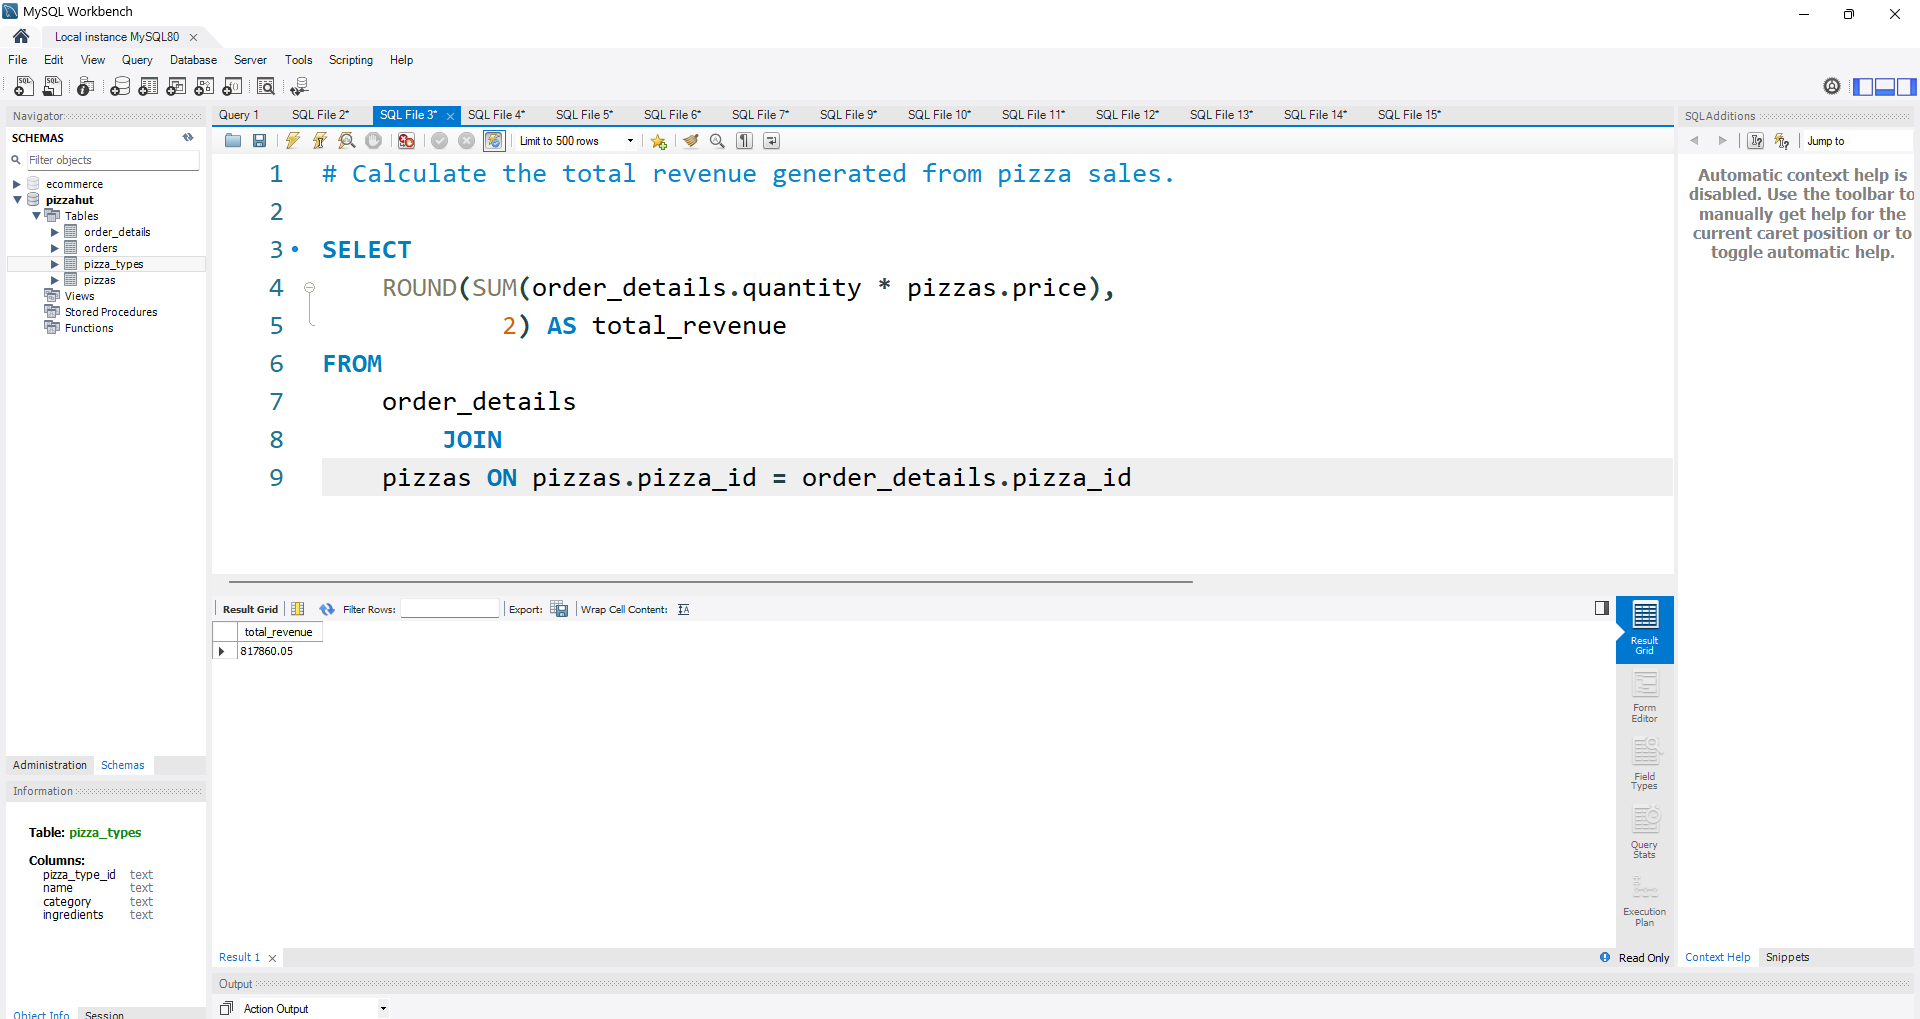 MySQL Workbench
Local instance MySQL80
File Edit View Query Database Server Tools Scripting Help
Navigator
SCHEMAS
Filter objects
ecommerce
pizzahut
Tables
order_details
orders
pizza_types
pizzas
Views
Stored Procedures
Functions
Administration Schemas
Information
Table: pizza_types
Columns:
pizza_type_id text
name text
category text
ingredients text
Object Info Session
Query 1 SQL File 2* SQL File 3* SQL File 4* SQL File 5* SQL File 6* SQL File 7* SQL File 9* SQL File 10* SQL File 11* SQL File 12* SQL File 13* SQL File 14* SQL File 15*
Limit to 500 rows
1 # Calculate the total revenue generated from pizza sales.
2
3 SELECT
4 ROUND(SUM(order_details.quantity * pizzas.price),
5 2) AS total_revenue
6 FROM
7 order_details
8 JOIN
9 pizzas ON pizzas.pizza_id = order_details.pizza_id
Result Grid Filter Rows: Export: Wrap Cell Content:
total_revenue
817860.05
Result
Grid
Form
Editor
Field
Types
Query
Stats
Execution
Plan
Result 1 Read Only
Output
Action Output
SQLAdditions
Jump to
Automatic context help is
disabled. Use the toolbar to
manually get help for the
current caret position or to
toggle automatic help.
Context Help Snippets